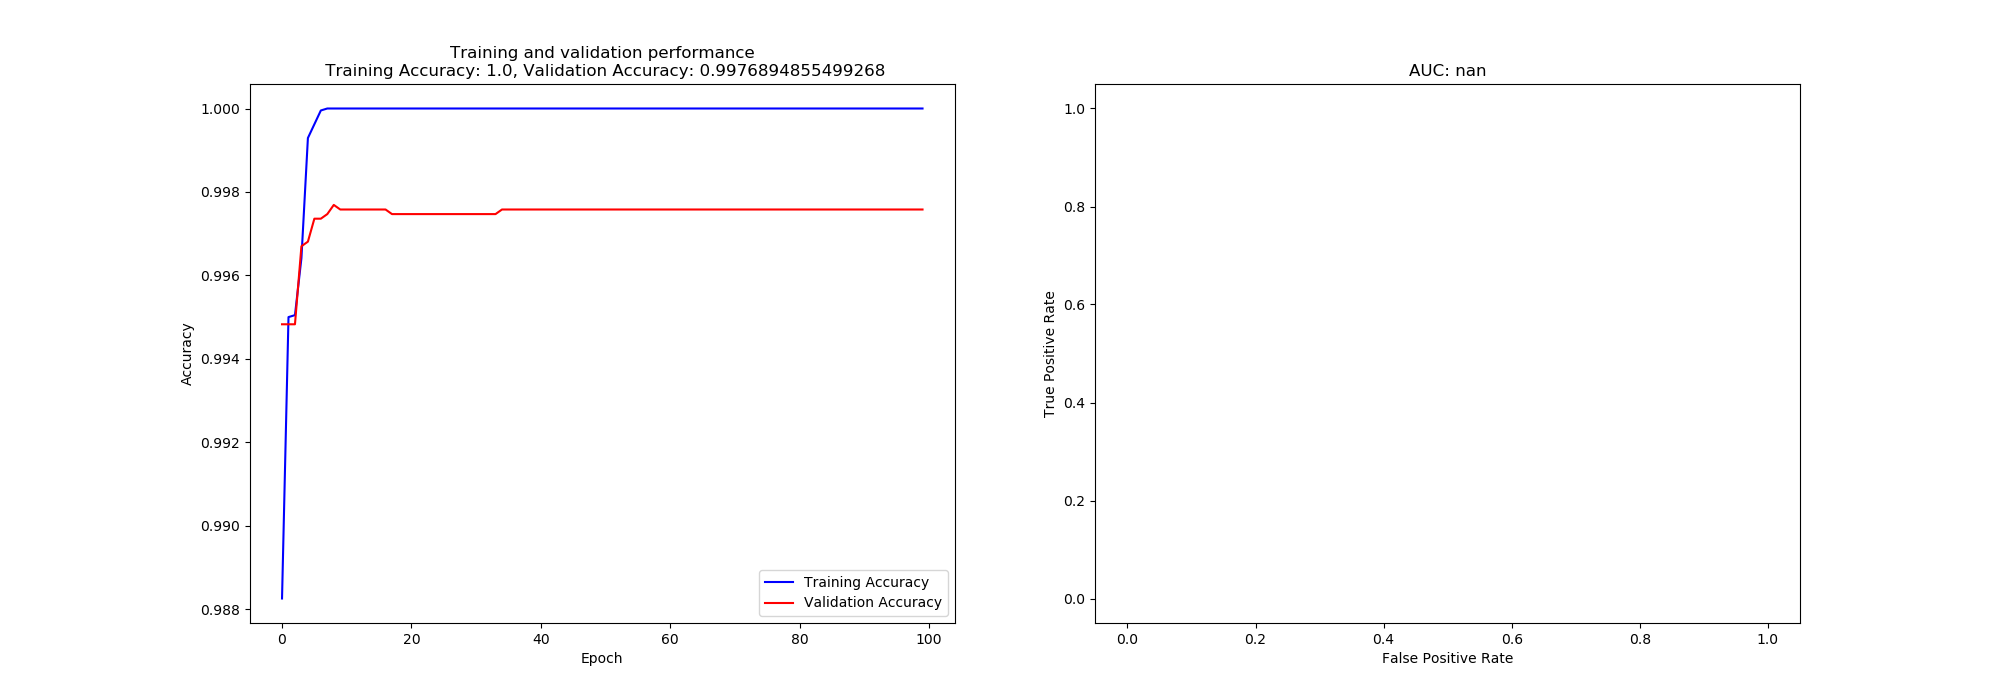 Training and validation performance
Training Accuracy: 1.0, Validation Accuracy: 0.9976894855499268
1.000
0.998
0.996
0.994
0.992
0.990
0.988
Accuracy
0
20
40
60
80
100
Epoch
Training Accuracy
Validation Accuracy
AUC: nan
1.0
0.8
0.6
0.4
0.2
0.0
True Positive Rate
0.0
0.2
0.4
0.6
0.8
1.0
False Positive Rate